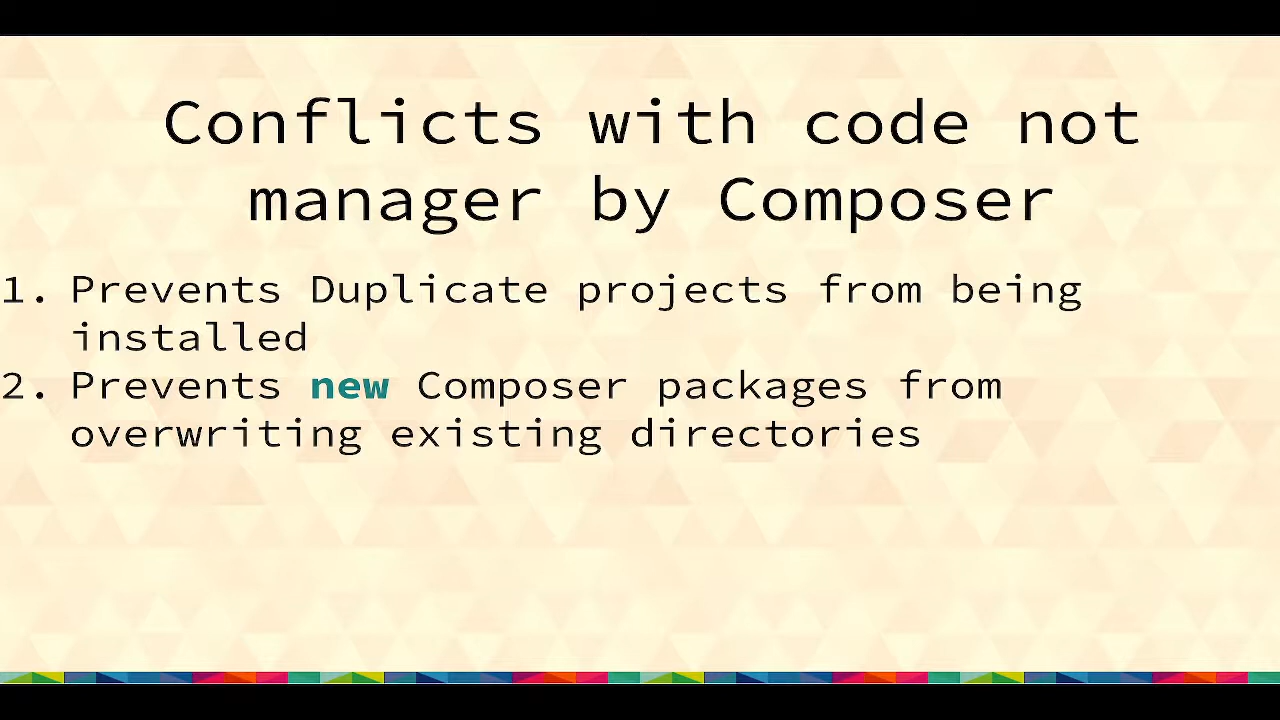 Conflicts with code not
manager by Composer
1. Prevents Duplicate projects from being
installed
2. Prevents new Composer packages from
overwriting existing directories